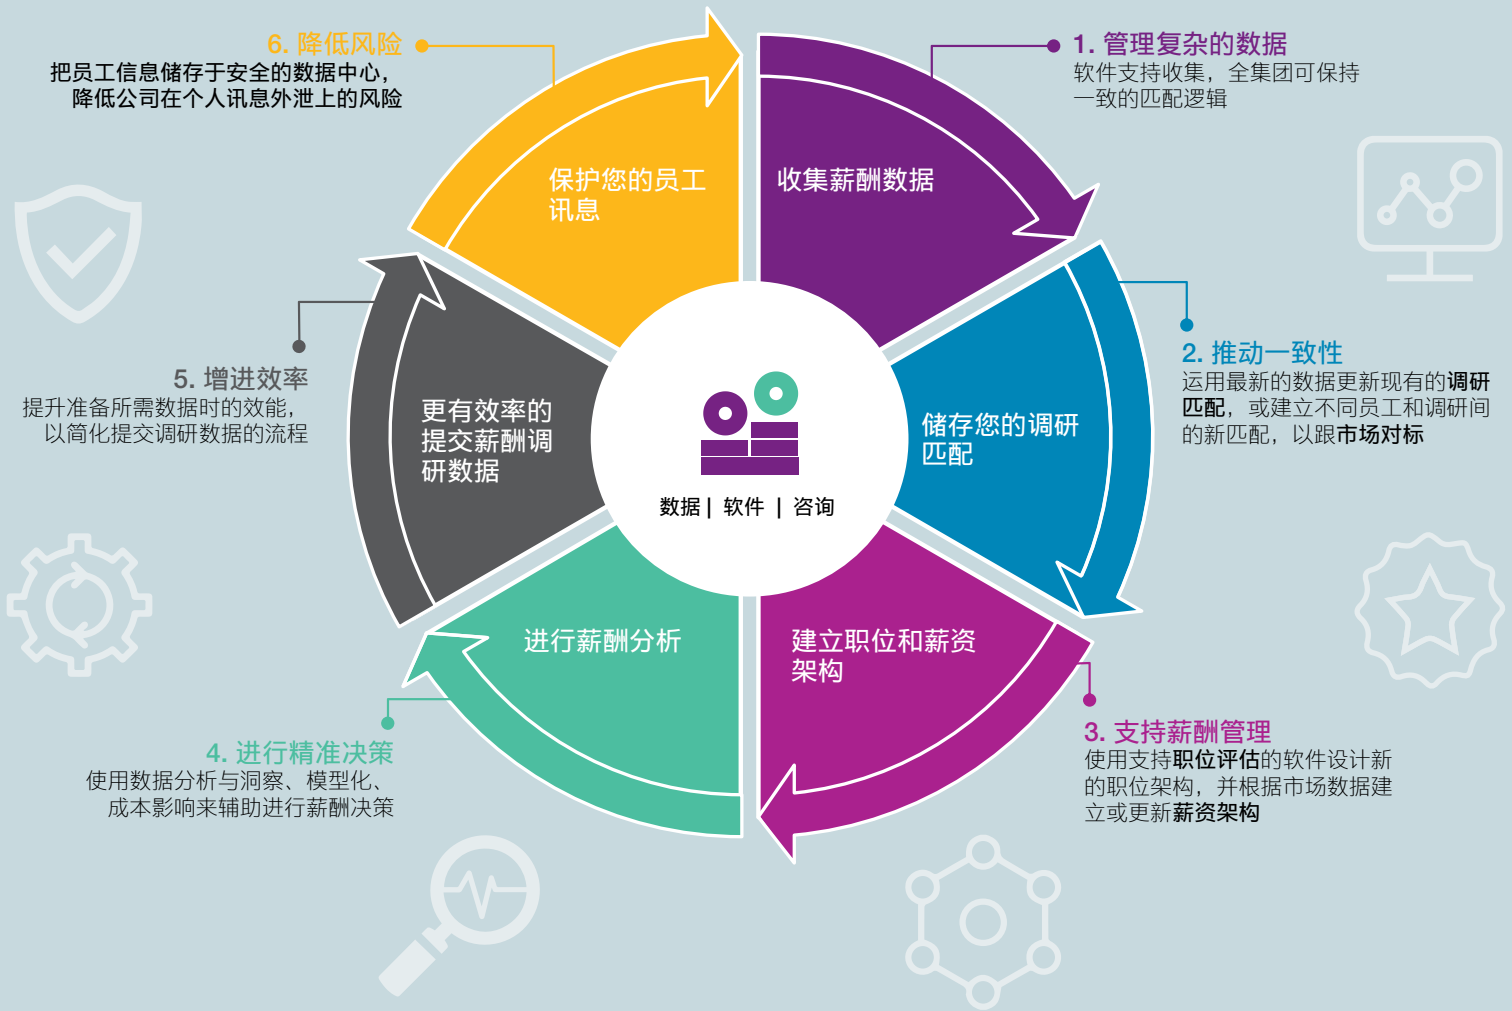 1. 管理复杂的数据
软件支持收集，全集团可保持
一致的匹配逻辑
收集薪酬数据
2. 推动一致性
运用最新的数据更新现有的调研
匹配，或建立不同员工和调研间
的新匹配，以跟市场对标
储存您的调研
匹配
3. 支持薪酬管理
使用支持职位评估的软件设计新
的职位架构，并根据市场数据建
立或更新薪资架构
建立职位和薪资
架构
4. 进行精准决策
使用数据分析与洞察、模型化、
成本影响来辅助进行薪酬决策
进行薪酬分析
5. 增进效率
提升准备所需数据时的效能，
以简化提交调研数据的流程
更有效率的
提交薪酬调
研数据
6. 降低风险
把员工信息储存于安全的数据中心，
降低公司在个人讯息外泄上的风险
保护您的员工
讯息
数据 | 软件 | 咨询